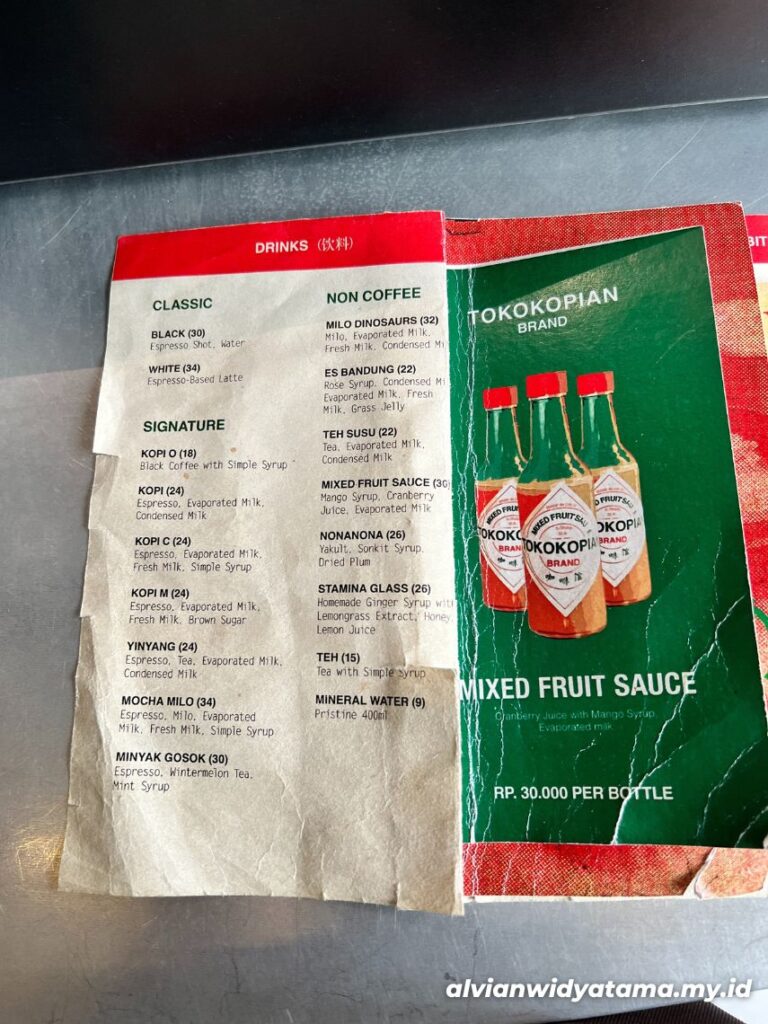 DRINKS (饮料)
CLASSIC
BLACK (30)
Espresso Shot, Water
WHITE (34)
Espresso-Based Latte
SIGNATURE
KOPI O (18)
Black Coffee with Simple Syrup
KOPI (24)
Espresso, Evaporated Milk,
Condensed Milk
KOPI C (24)
Espresso, Evaporated Milk,
Fresh Milk, Simple Syrup
KOPI M (24)
Espresso, Evaporated Milk,
Fresh Milk, Brown Sugar
YINYANG (24)
Espresso, Tea, Evaporated Milk,
Condensed Milk
MOCHA MILO (34)
Espresso, Milo, Evaporated
Milk, Fresh Milk, Simple Syrup
MINYAK GOSOK (30)
Espresso, Wintermelon Tea,
Mint Syrup
NON COFFEE
MILO DINOSAURS (32)
Milo, Evaporated Milk,
Fresh Milk, Condensed Mi
ES BANDUNG (22)
Rose Syrup, Condensed Mi
Evaporated Milk, Fresh
Milk, Grass Jelly
TEH SUSU (22)
Tea, Evaporated Milk,
Condensed Milk
MIXED FRUIT SAUCE (30)
Mango Syrup, Cranberry
Juice, Evaporated Milk
NONANONA (26)
Yakult, Sonkit Syrup,
Dried Plum
STAMINA GLASS (26)
Homemade Ginger Syrup with
Lemongrass Extract, Honey
Lemon Juice
TEH (15)
Tea with Simple Syrup
MINERAL WATER (9)
Pristine 400ml
TOKOKOPIAN
BRAND
MIXED FRUIT SAU
TOKOKOPIAN
BRAND
MIXED FRUIT SAUCE
Cranberry Juice with Mango Syrup,
Evaporated milk
RP. 30.000 PER BOTTLE
BIT
alvianwidyatama.my.id